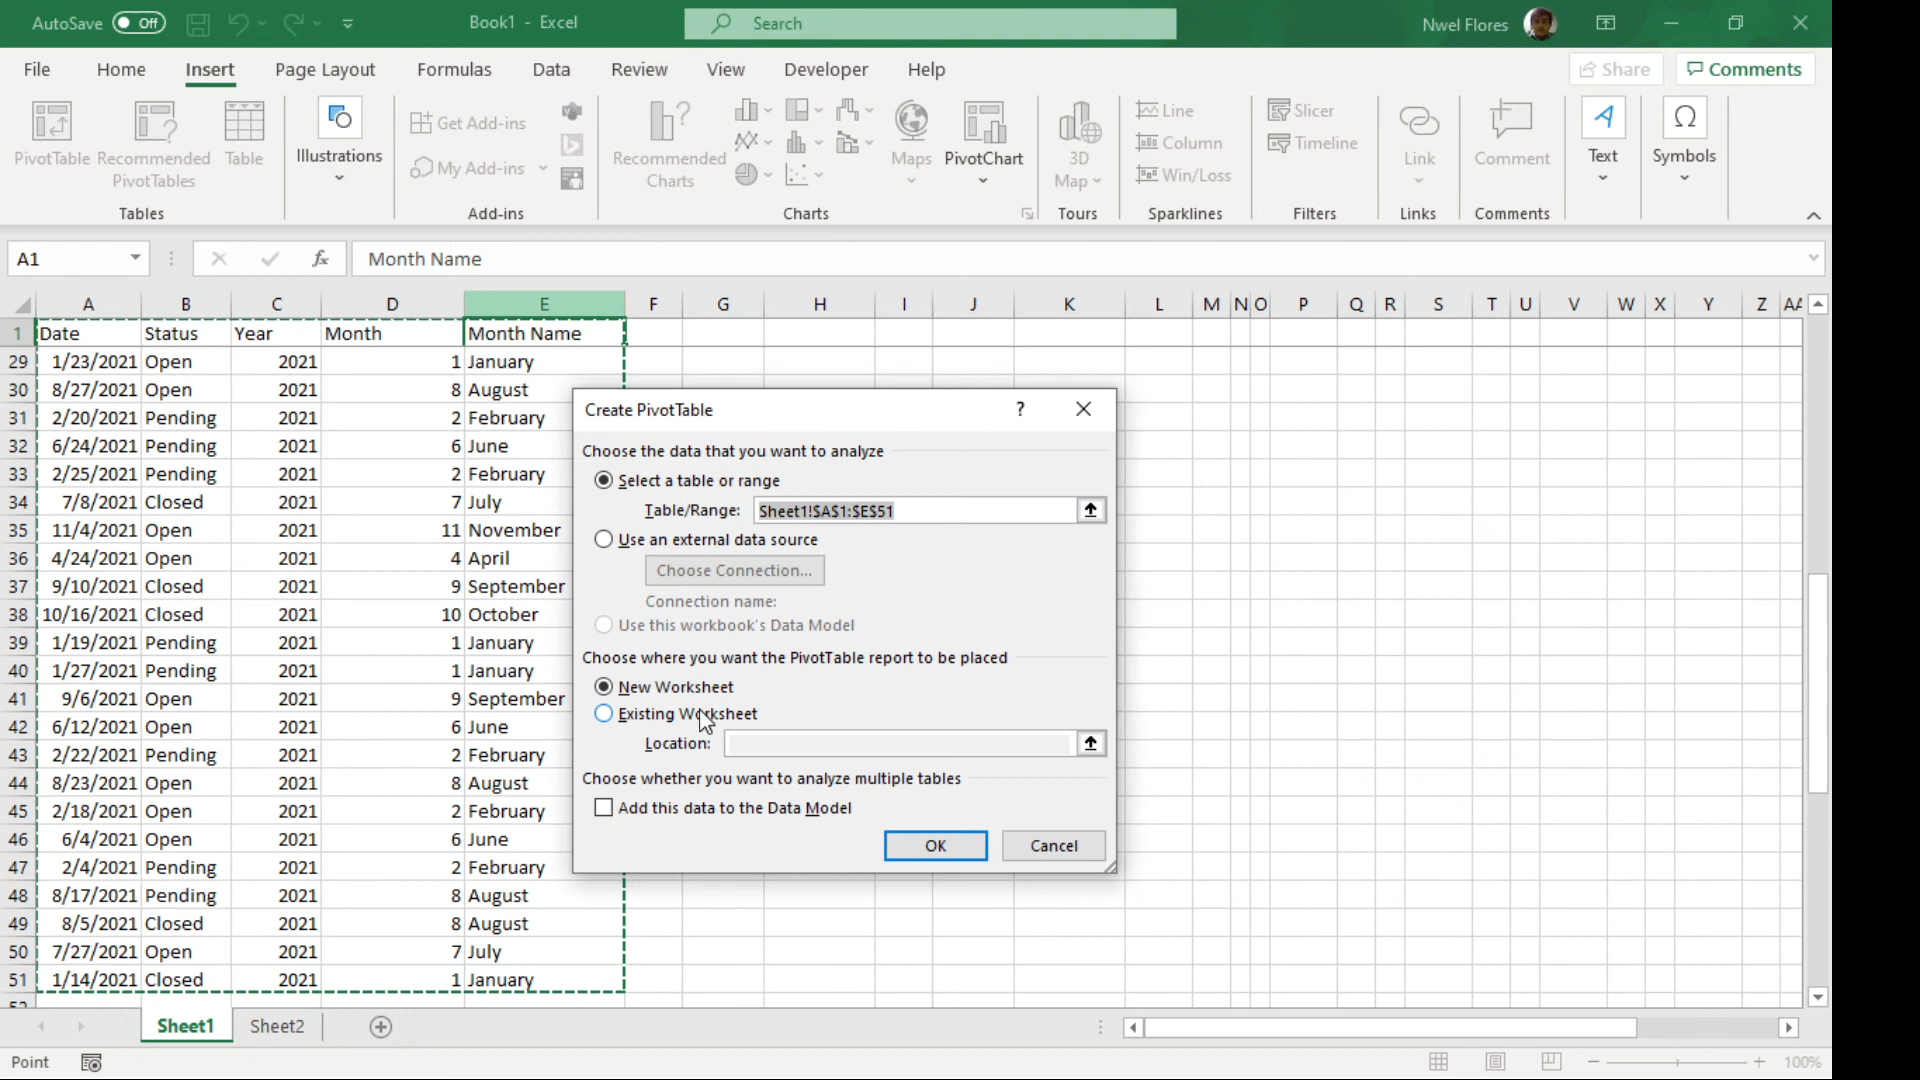 AutoSave Off Book1 - Excel Search Nwel Flores
File Home Insert Page Layout Formulas Data Review View Developer Help Share Comments
PivotTable Recommended PivotTables Table Illustrations Get Add-ins My Add-ins Recommended Charts Maps PivotChart 3D Map Line Column Win/Loss Slicer Timeline Link Comment Text Symbols
Tables Add-ins Charts Tours Sparklines Filters Links Comments
A1 fx Month Name
A B C D E F G H I J K L M N O P Q R S T U V W X Y Z AA
1 Date Status Year Month Month Name
29 1/23/2021 Open 2021 1 January
30 8/27/2021 Open 2021 8 August
31 2/20/2021 Pending 2021 2 February
32 6/24/2021 Pending 2021 6 June
33 2/25/2021 Pending 2021 2 February
34 7/8/2021 Closed 2021 7 July
35 11/4/2021 Open 2021 11 November
36 4/24/2021 Open 2021 4 April
37 9/10/2021 Closed 2021 9 September
38 10/16/2021 Closed 2021 10 October
39 1/19/2021 Pending 2021 1 January
40 1/27/2021 Pending 2021 1 January
41 9/6/2021 Open 2021 9 September
42 6/12/2021 Open 2021 6 June
43 2/22/2021 Pending 2021 2 February
44 8/23/2021 Open 2021 8 August
45 2/18/2021 Open 2021 2 February
46 6/4/2021 Open 2021 6 June
47 2/4/2021 Pending 2021 2 February
48 8/17/2021 Pending 2021 8 August
49 8/5/2021 Closed 2021 8 August
50 7/27/2021 Open 2021 7 July
51 1/14/2021 Closed 2021 1 January
Create PivotTable ?
Choose the data that you want to analyze
Select a table or range
Table/Range: Sheet1!$A$1:$E$51
Use an external data source
Choose Connection...
Connection name:
Use this workbook's Data Model
Choose where you want the PivotTable report to be placed
New Worksheet
Existing Worksheet
Location:
Choose whether you want to analyze multiple tables
Add this data to the Data Model
OK Cancel
Sheet1 Sheet2
Point 100%